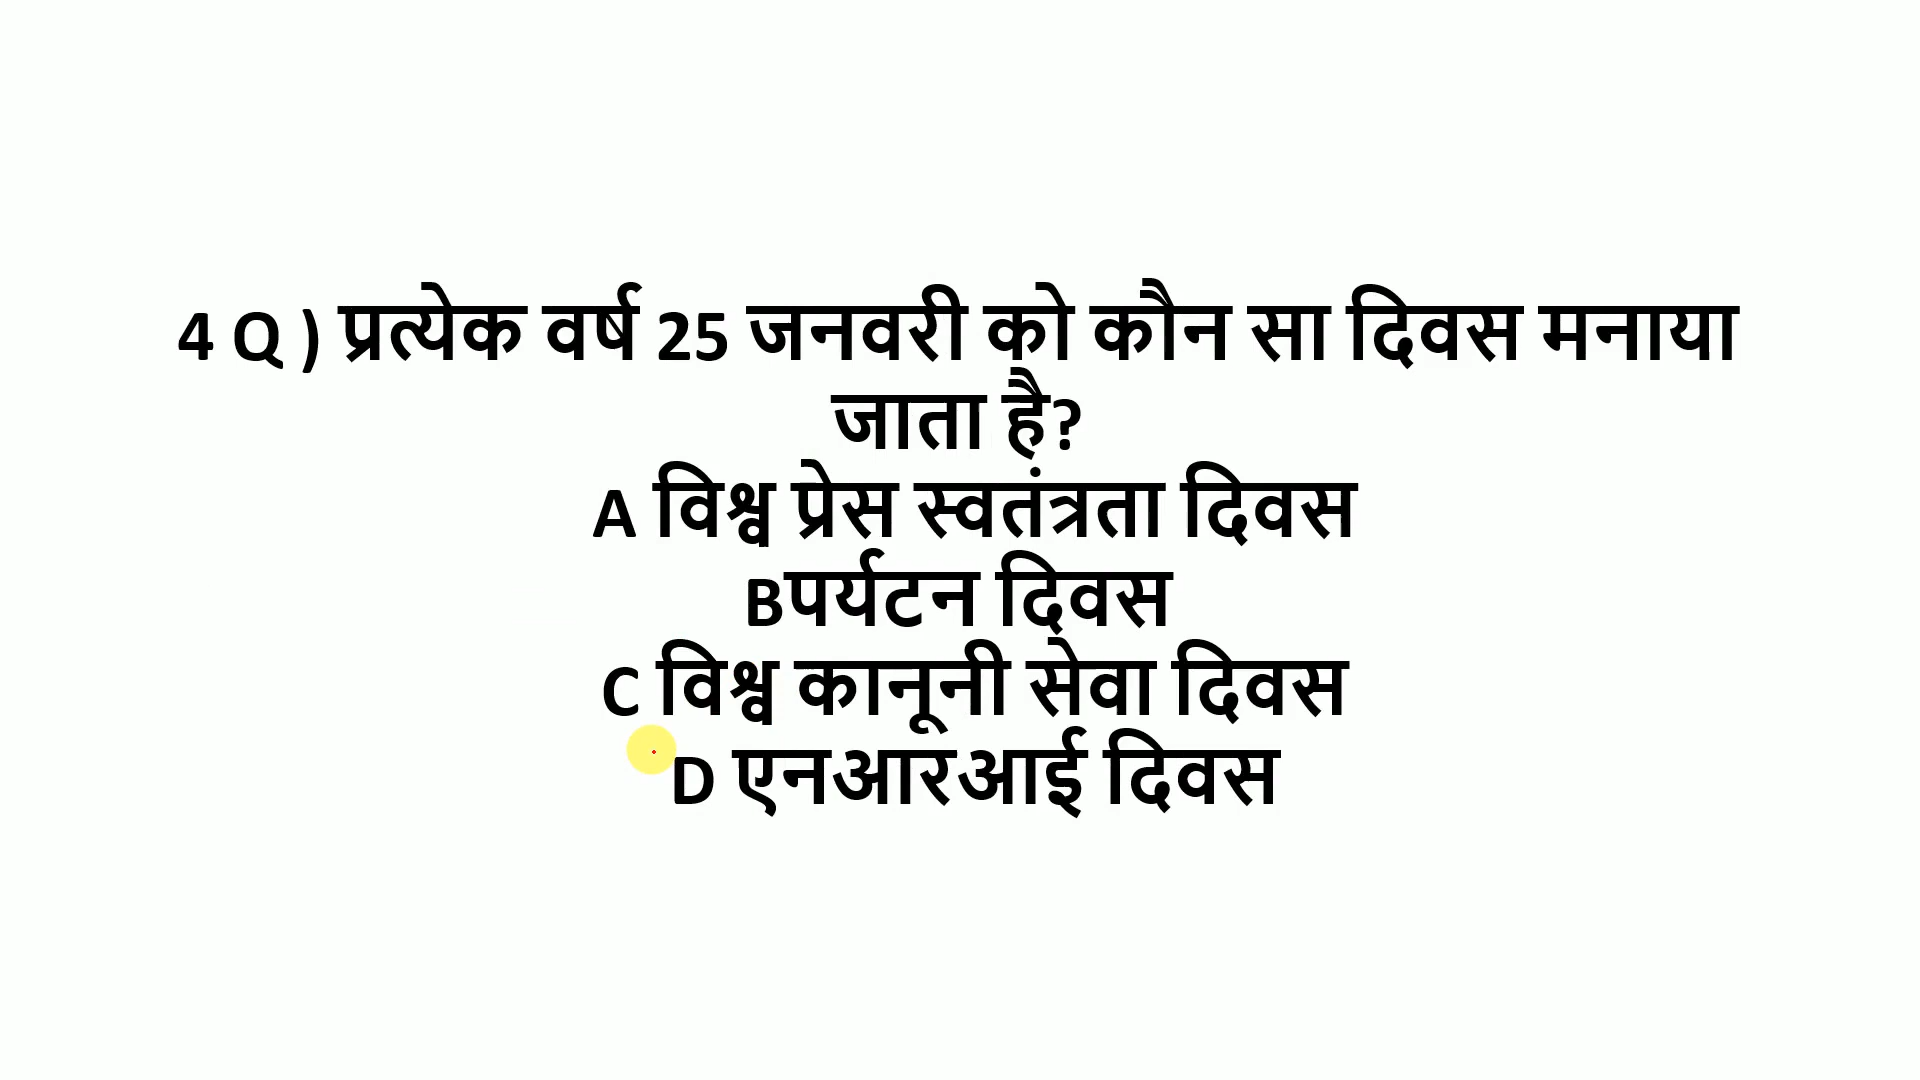 4 Q ) प्रत्येक वर्ष 25 जनवरी को कौन सा दिवस मनाया
जाता है?
A विश्व प्रेस स्वतंत्रता दिवस
Bपर्यटन दिवस
C विश्व कानूनी सेवा दिवस
D एनआरआई दिवस